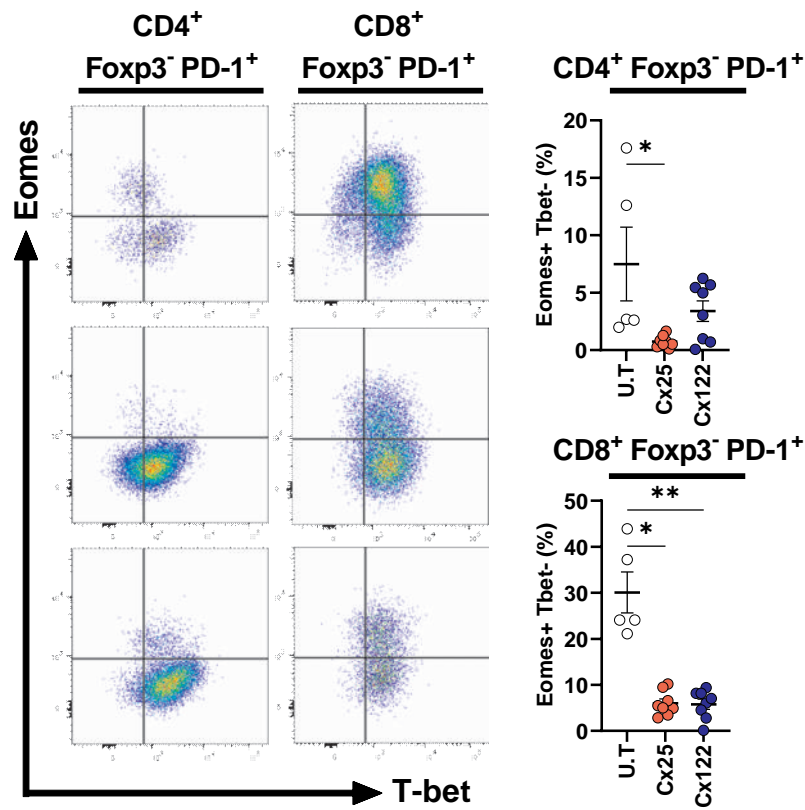 CD4⁺
Foxp3⁻ PD-1⁺
CD8⁺
Foxp3⁻ PD-1⁺
Eomes
T-bet
CD4⁺ Foxp3⁻ PD-1⁺
Eomes+ Tbet- (%)
20
15
10
5
0
*
U.T
Cx25
Cx122
CD8⁺ Foxp3⁻ PD-1⁺
Eomes+ Tbet- (%)
50
40
30
20
10
0
**
*
U.T
Cx25
Cx122